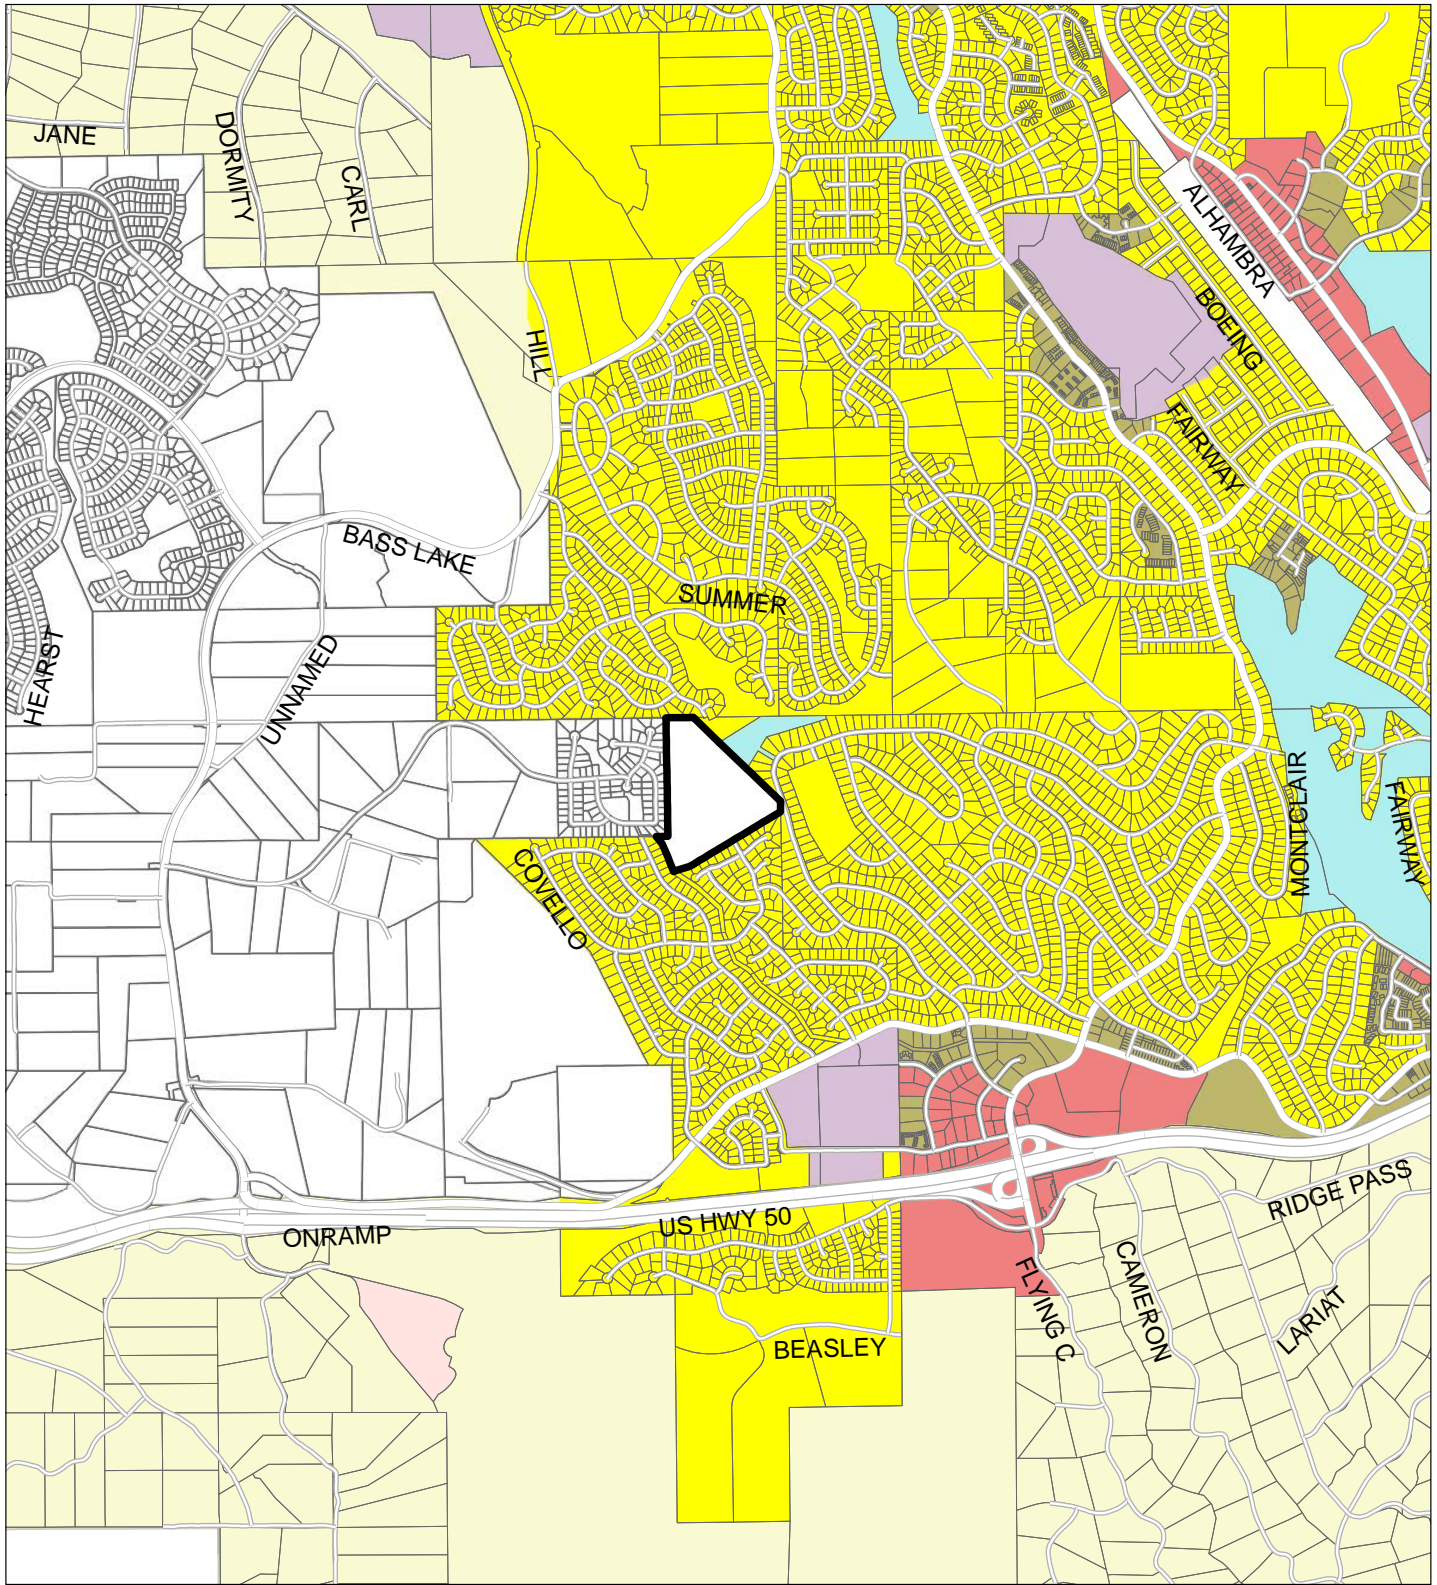 JANE
DORMITY
CARL
ALHAMBRA
BOEING
HILL
FAIRWAY
BASS LAKE
SUMMER
HEARST
UNNAMED
MONTCLAIR
FAIRWAY
COVELLO
RIDGE PASS
US HWY 50
ONRAMP
FLYING C
CAMERON
LARIAT
BEASLEY